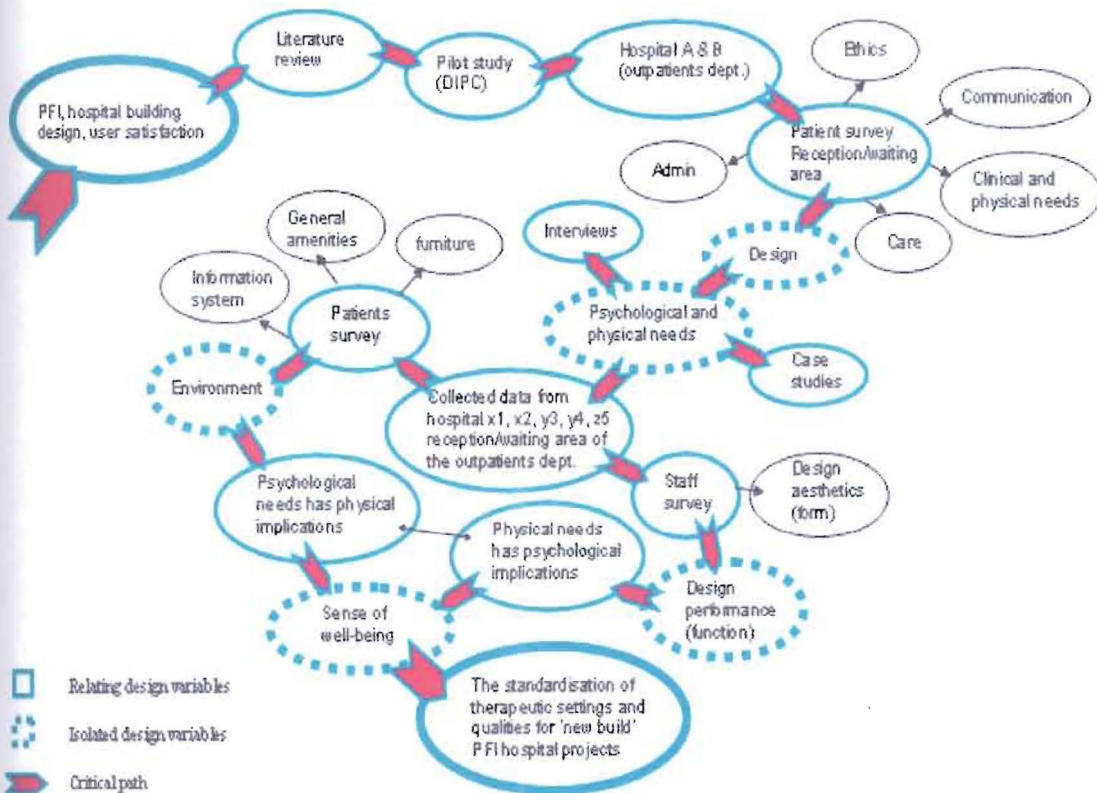 Literature
review
Pilot study
(DIPC)
Hospital A & B
(outpatients dept.)
Ethics
Communication
PFI, hospital building
design, user satisfaction
Patient survey
Reception/waiting
area
Admin
Clinical and
physical needs
Care
Design
Interviews
General
amenities
furniture
Information
system
Patients
survey
Psychological and
physical needs
Case
studies
Environment
Collected data from
hospital x1, x2, y3, y4, z5
reception/waiting area of
the outpatients dept.
Staff
survey
Design
aesthetics
(form)
Psychological
needs has physical
implications
Physical needs
has psychological
implications
Design
performance
(function)
Sense of
well-being
The standardisation of
therapeutic settings and
qualities for 'new build'
PFI hospital projects
Relating design variables
Isolated design variables
Critical path